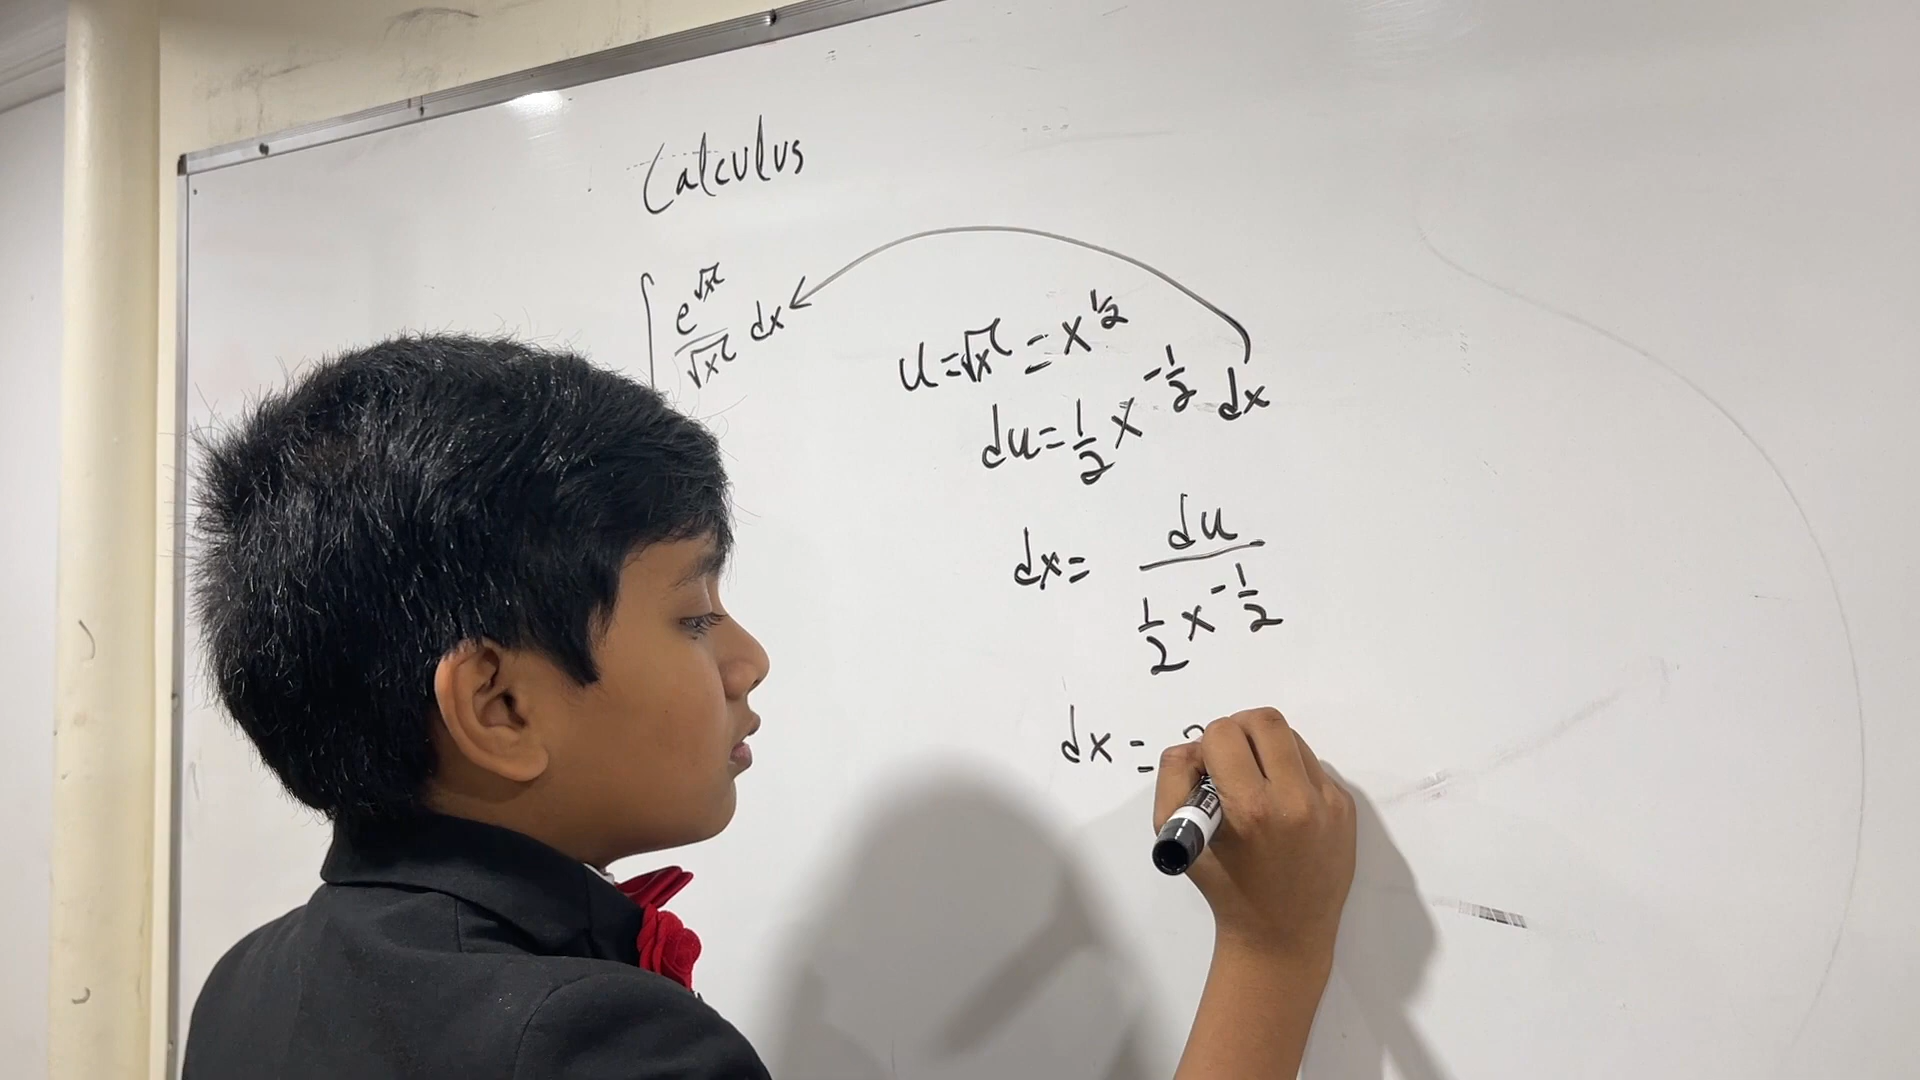 Calculus
∫ e^√x / √x dx
u = √x = x^1/2
du = 1/2 x^-1/2 dx
dx = du / 1/2 x^-1/2
dx =